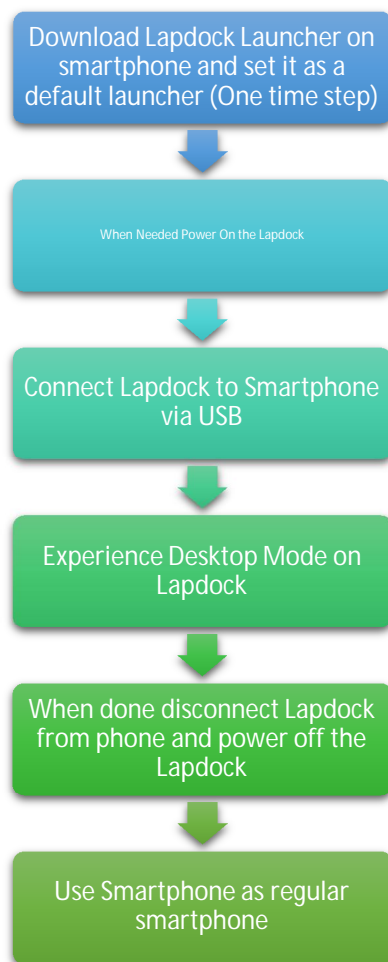 Download Lapdock Launcher on
smartphone and set it as a
default launcher (One time step)
When Needed Power On the Lapdock
Connect Lapdock to Smartphone
via USB
Experience Desktop Mode on
Lapdock
When done disconnect Lapdock
from phone and power off the
Lapdock
Use Smartphone as regular
smartphone